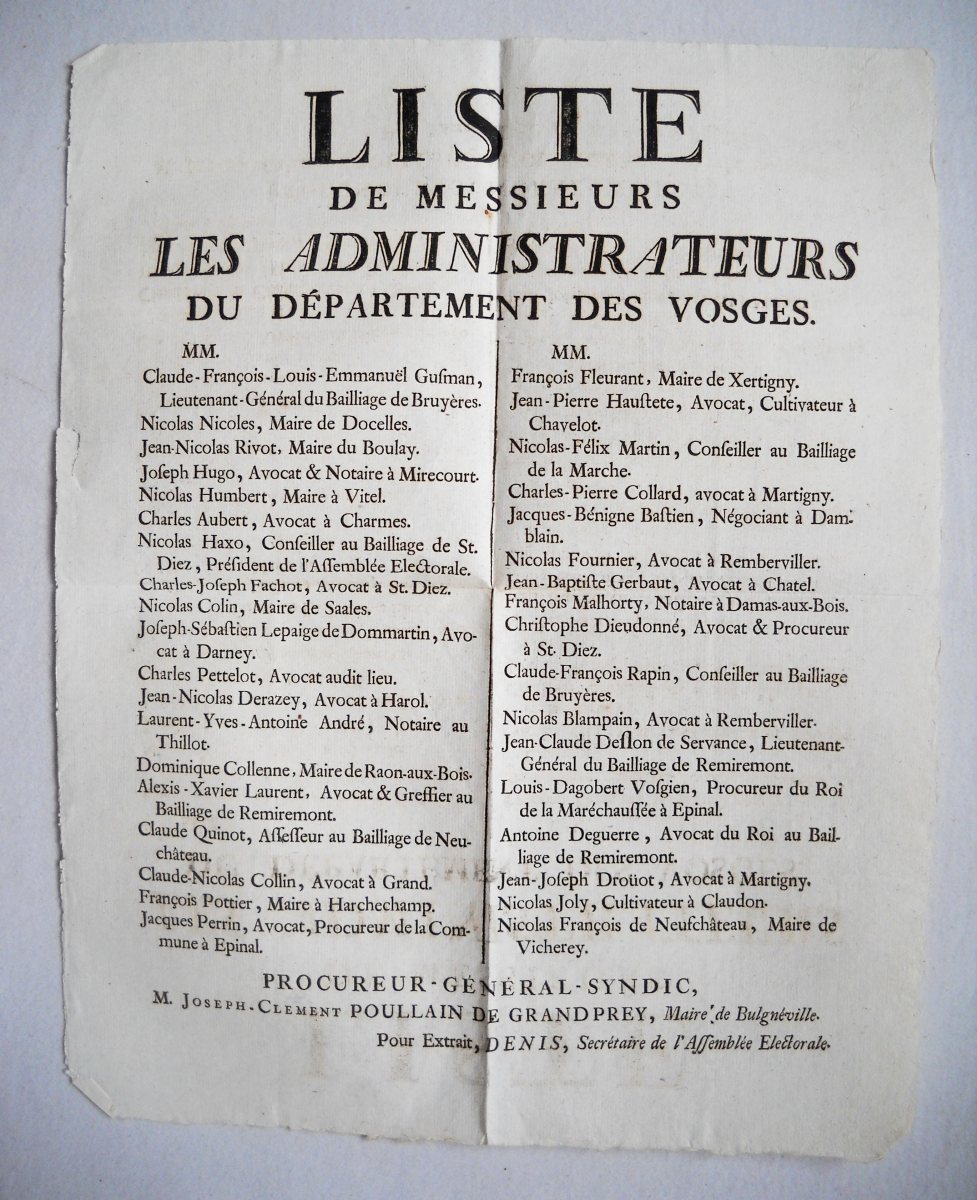 LISTE
DE MESSIEURS
LES ADMINISTRATEURS
DU DÉPARTEMENT DES VOSGES.
MM.
Claude-François-Louis-Emmanuël Guſman,
Lieutenant-Général du Bailliage de Bruyères.
Nicolas Nicoles, Maire de Docelles.
Jean-Nicolas Rivot, Maire du Boulay.
Joſeph Hugo, Avocat & Notaire à Mirecourt.
Nicolas Humbert, Maire à Vitel.
Charles Aubert, Avocat à Charmes.
Nicolas Haxo, Conſeiller au Bailliage de St.
Diez, Préſident de l'Aſſemblée Electorale.
Charles-Joſeph Fachot, Avocat à St. Diez.
Nicolas Colin, Maire de Saales.
Joſeph-Sébaſtien Lepaige de Dommartin, Avo-
cat à Darney.
Charles Pettelot, Avocat audit lieu.
Jean-Nicolas Derazey, Avocat à Harol.
Laurent-Yves-Antoine André, Notaire au
Thillot.
Dominique Collenne, Maire de Raon-aux-Bois.
Alexis-Xavier Laurent, Avocat & Greffier au
Bailliage de Remiremont.
Claude Quinot, Aſſeſſeur au Bailliage de Neu-
château.
Claude-Nicolas Collin, Avocat à Grand.
François Pottier, Maire à Harchechamp.
Jacques Perrin, Avocat, Procureur de la Com-
mune à Epinal.
MM.
François Fleurant, Maire de Xertigny.
Jean-Pierre Hauſtete, Avocat, Cultivateur à
Chavelot.
Nicolas-Félix Martin, Conſeiller au Bailliage
de la Marche.
Charles-Pierre Collard, avocat à Martigny.
Jacques-Bénigne Baſtien, Négociant à Dam-
blain.
Nicolas Fournier, Avocat à Remberviller.
Jean-Baptiſte Gerbaut, Avocat à Chatel.
François Malhorty, Notaire à Damas-aux-Bois.
Chriſtophe Dieudonné, Avocat & Procureur
à St. Diez.
Claude-François Rapin, Conſeiller au Bailliage
de Bruyères.
Nicolas Blampain, Avocat à Remberviller.
Jean-Claude Deſlon de Servance, Lieutenant-
Général du Bailliage de Remiremont.
Louis-Dagobert Voſgien, Procureur du Roi
de la Maréchauſſée à Epinal.
Antoine Deguerre, Avocat du Roi au Bail-
liage de Remiremont.
Jean-Joſeph Droüot, Avocat à Martigny.
Nicolas Joly, Cultivateur à Claudon.
Nicolas François de Neufchâteau, Maire de
Vicherey.
PROCUREUR-GÉNÉRAL-SYNDIC,
M. JOSEPH-CLEMENT POULLAIN DE GRANDPREY, Maire de Bulgnéville.
Pour Extrait, DENIS, Secrétaire de l'Aſſemblée Electorale.